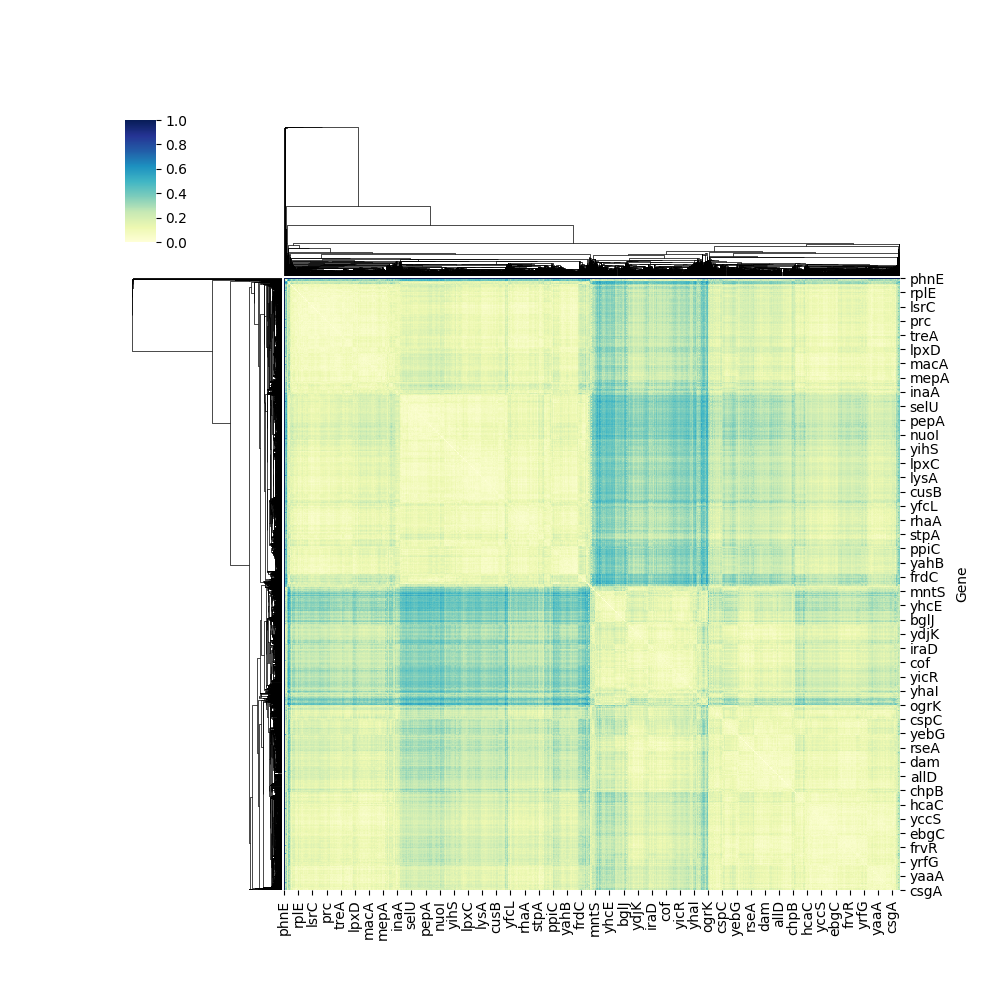 1.0
0.8
0.6
0.4
0.2
0.0
phnE
rplE
lsrC
prc
treA
lpxD
macA
mepA
inaA
selU
pepA
nuoI
yihS
lpxC
lysA
cusB
yfcL
rhaA
stpA
ppiC
yahB
frdC
mntS
yhcE
bglJ
ydjK
iraD
cof
yicR
yhaI
ogrK
cspC
yebG
rseA
dam
allD
chpB
hcaC
yccS
ebgC
frvR
yrfG
yaaA
csgA
Gene
phnE
rplE
lsrC
prc
treA
lpxD
macA
mepA
inaA
selU
pepA
nuoI
yihS
lpxC
lysA
cusB
yfcL
rhaA
stpA
ppiC
yahB
frdC
mntS
yhcE
bglJ
ydjK
iraD
cof
yicR
yhaI
ogrK
cspC
yebG
rseA
dam
allD
chpB
hcaC
yccS
ebgC
frvR
yrfG
yaaA
csgA